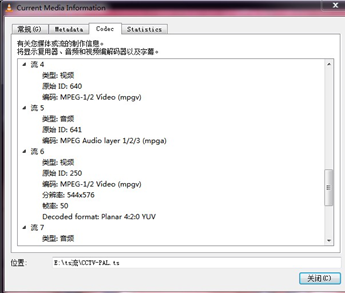 Current Media Information
常规(G) Metadata Codec Statistics
有关您媒体或流的制作信息。
将显示复用器、音频和视频编解码器以及字幕。
流 4
类型: 视频
原始 ID: 640
编码: MPEG-1/2 Video (mpgv)
流 5
类型: 音频
原始 ID: 641
编码: MPEG Audio layer 1/2/3 (mpga)
流 6
类型: 视频
原始 ID: 250
编码: MPEG-1/2 Video (mpgv)
分辨率: 544x576
帧率: 50
Decoded format: Planar 4:2:0 YUV
流 7
类型: 音频
位置: E:\ts流\CCTV-PAL.ts
关闭(C)